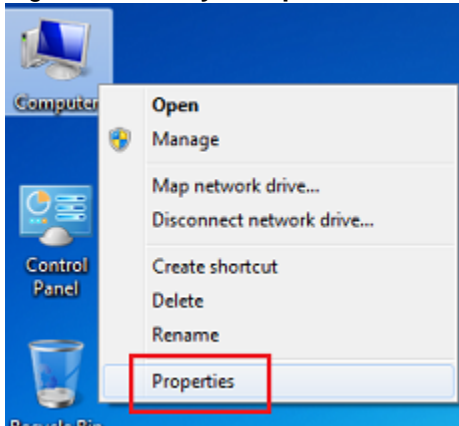 Computer
Open
Manage
Map network drive...
Disconnect network drive...
Control
Panel
Create shortcut
Delete
Rename
Properties